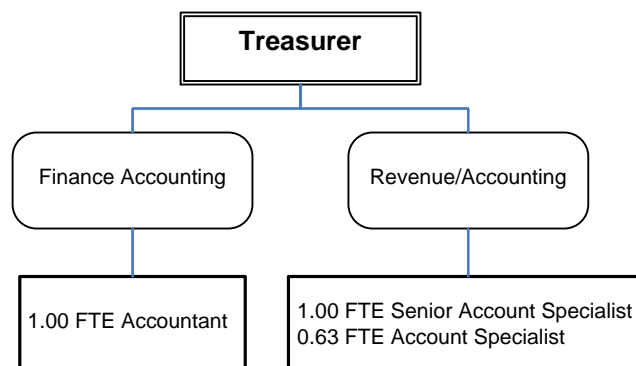 Treasurer
Finance Accounting
Revenue/Accounting
1.00 FTE Accountant
1.00 FTE Senior Account Specialist
0.63 FTE Account Specialist